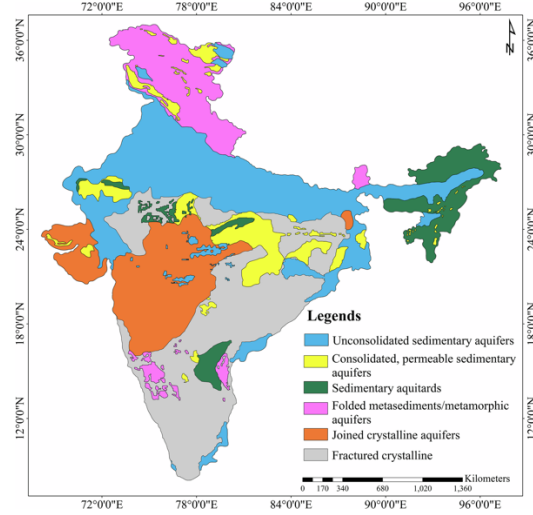 72°0'0"E 78°0'0"E 84°0'0"E 90°0'0"E 96°0'0"E
36°0'0"N
30°0'0"N
24°0'0"N
18°0'0"N
12°0'0"N
36°0'0"N
30°0'0"N
24°0'0"N
18°0'0"N
12°0'0"N
N
Legends
Unconsolidated sedimentary aquifers
Consolidated, permeable sedimentary
aquifers
Sedimentary aquitards
Folded metasediments/metamorphic
aquifers
Joined crystalline aquifers
Fractured crystalline
Kilometers
0 170 340 680 1,020 1,360
72°0'0"E 78°0'0"E 84°0'0"E 90°0'0"E 96°0'0"E